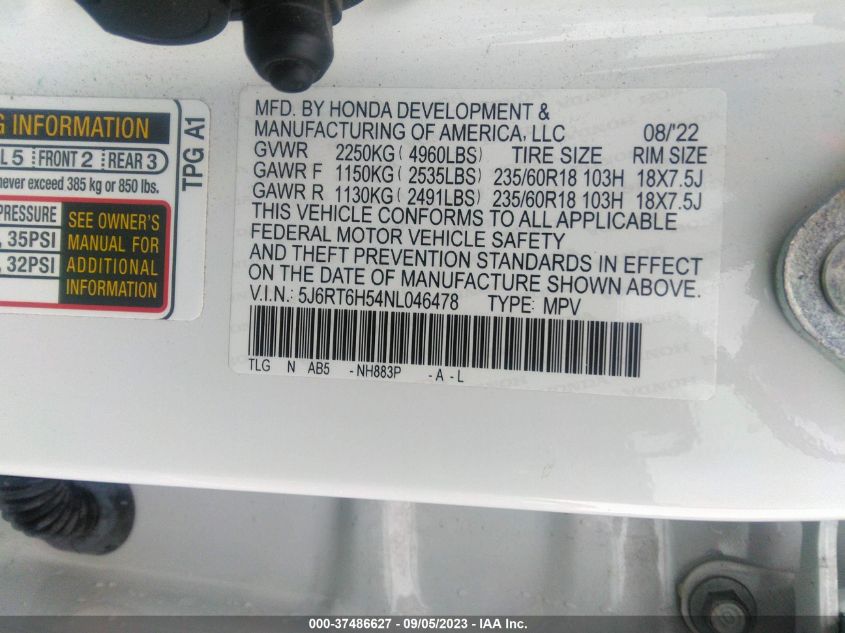 G INFORMATION
L 5 FRONT 2 REAR 3
never exceed 385 kg or 850 lbs.
PRESSURE
, 35PSI
, 32PSI
SEE OWNER'S
MANUAL FOR
ADDITIONAL
INFORMATION
TPG A1
MFD. BY HONDA DEVELOPMENT &
MANUFACTURING OF AMERICA, LLC 08/'22
GVWR 2250KG ( 4960LBS) TIRE SIZE RIM SIZE
GAWR F 1150KG ( 2535LBS) 235/60R18 103H 18X7.5J
GAWR R 1130KG ( 2491LBS) 235/60R18 103H 18X7.5J
THIS VEHICLE CONFORMS TO ALL APPLICABLE
FEDERAL MOTOR VEHICLE SAFETY
AND THEFT PREVENTION STANDARDS IN EFFECT
ON THE DATE OF MANUFACTURE SHOWN ABOVE.
V.I.N.: 5J6RT6H54NL046478 TYPE: MPV
TLG N AB5 -NH883P -A -L
000-37486627 - 09/05/2023 - IAA Inc.